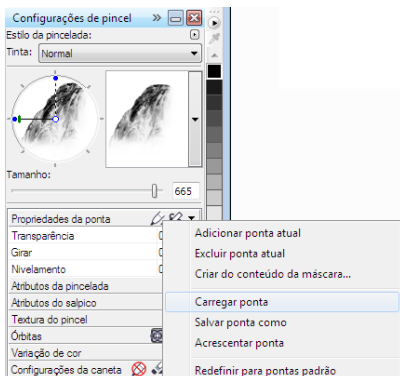 Configurações de pincel
Estilo da pincelada:
Tinta: Normal
Tamanho:
665
Propriedades da ponta
Transparência
Girar
Nivelamento
Atributos da pincelada
Atributos do salpico
Textura do pincel
Órbitas
Variação de cor
Configurações da caneta
Adicionar ponta atual
Excluir ponta atual
Criar do conteúdo da máscara...
Carregar ponta
Salvar ponta como
Acrescentar ponta
Redefinir para pontas padrão